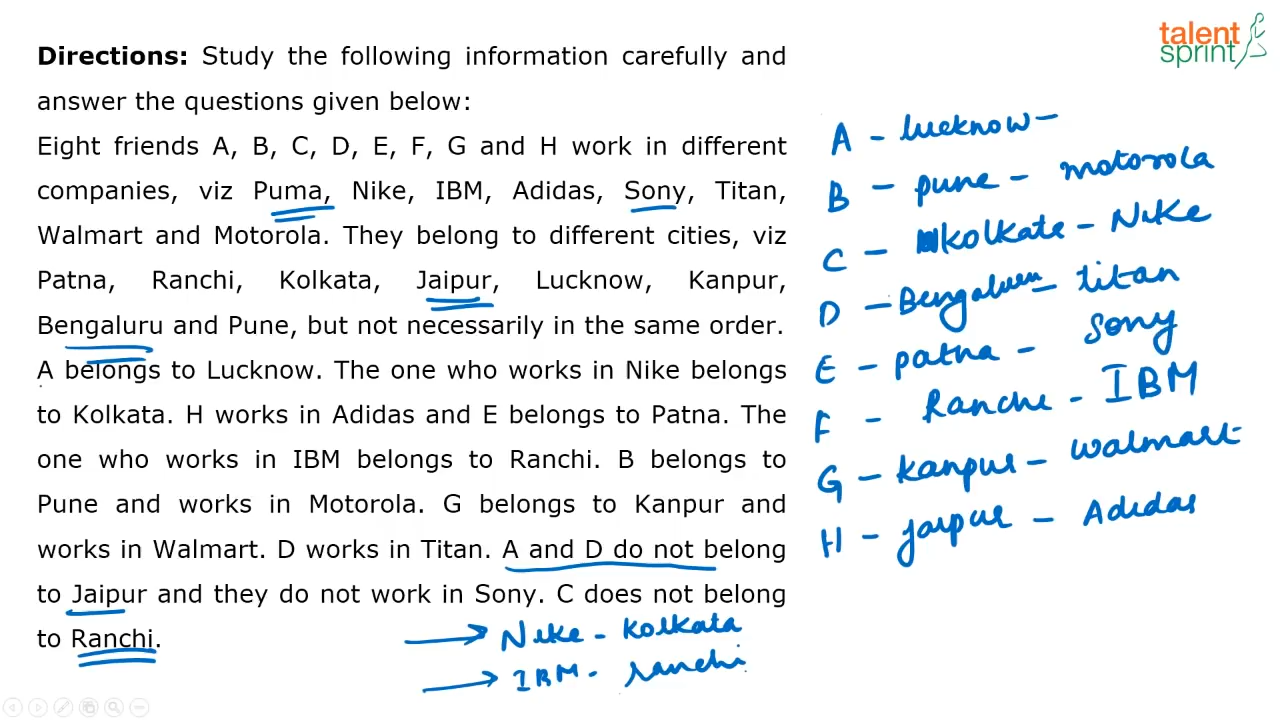 talent
sprint
Directions: Study the following information carefully and
answer the questions given below:
Eight friends A, B, C, D, E, F, G and H work in different
companies, viz Puma, Nike, IBM, Adidas, Sony, Titan,
Walmart and Motorola. They belong to different cities, viz
Patna, Ranchi, Kolkata, Jaipur, Lucknow, Kanpur,
Bengaluru and Pune, but not necessarily in the same order.
A belongs to Lucknow. The one who works in Nike belongs
to Kolkata. H works in Adidas and E belongs to Patna. The
one who works in IBM belongs to Ranchi. B belongs to
Pune and works in Motorola. G belongs to Kanpur and
works in Walmart. D works in Titan. A and D do not belong
to Jaipur and they do not work in Sony. C does not belong
to Ranchi.
Nike - Kolkata
IBM - ranchi
A - lucknow -
B - pune - motorola
C - Kolkate - Nike
D - Bengaluru - titan
E - patna - Sony
F - Ranchi - IBM
G - Kanpur - walmart
H - jaipur - Adidas